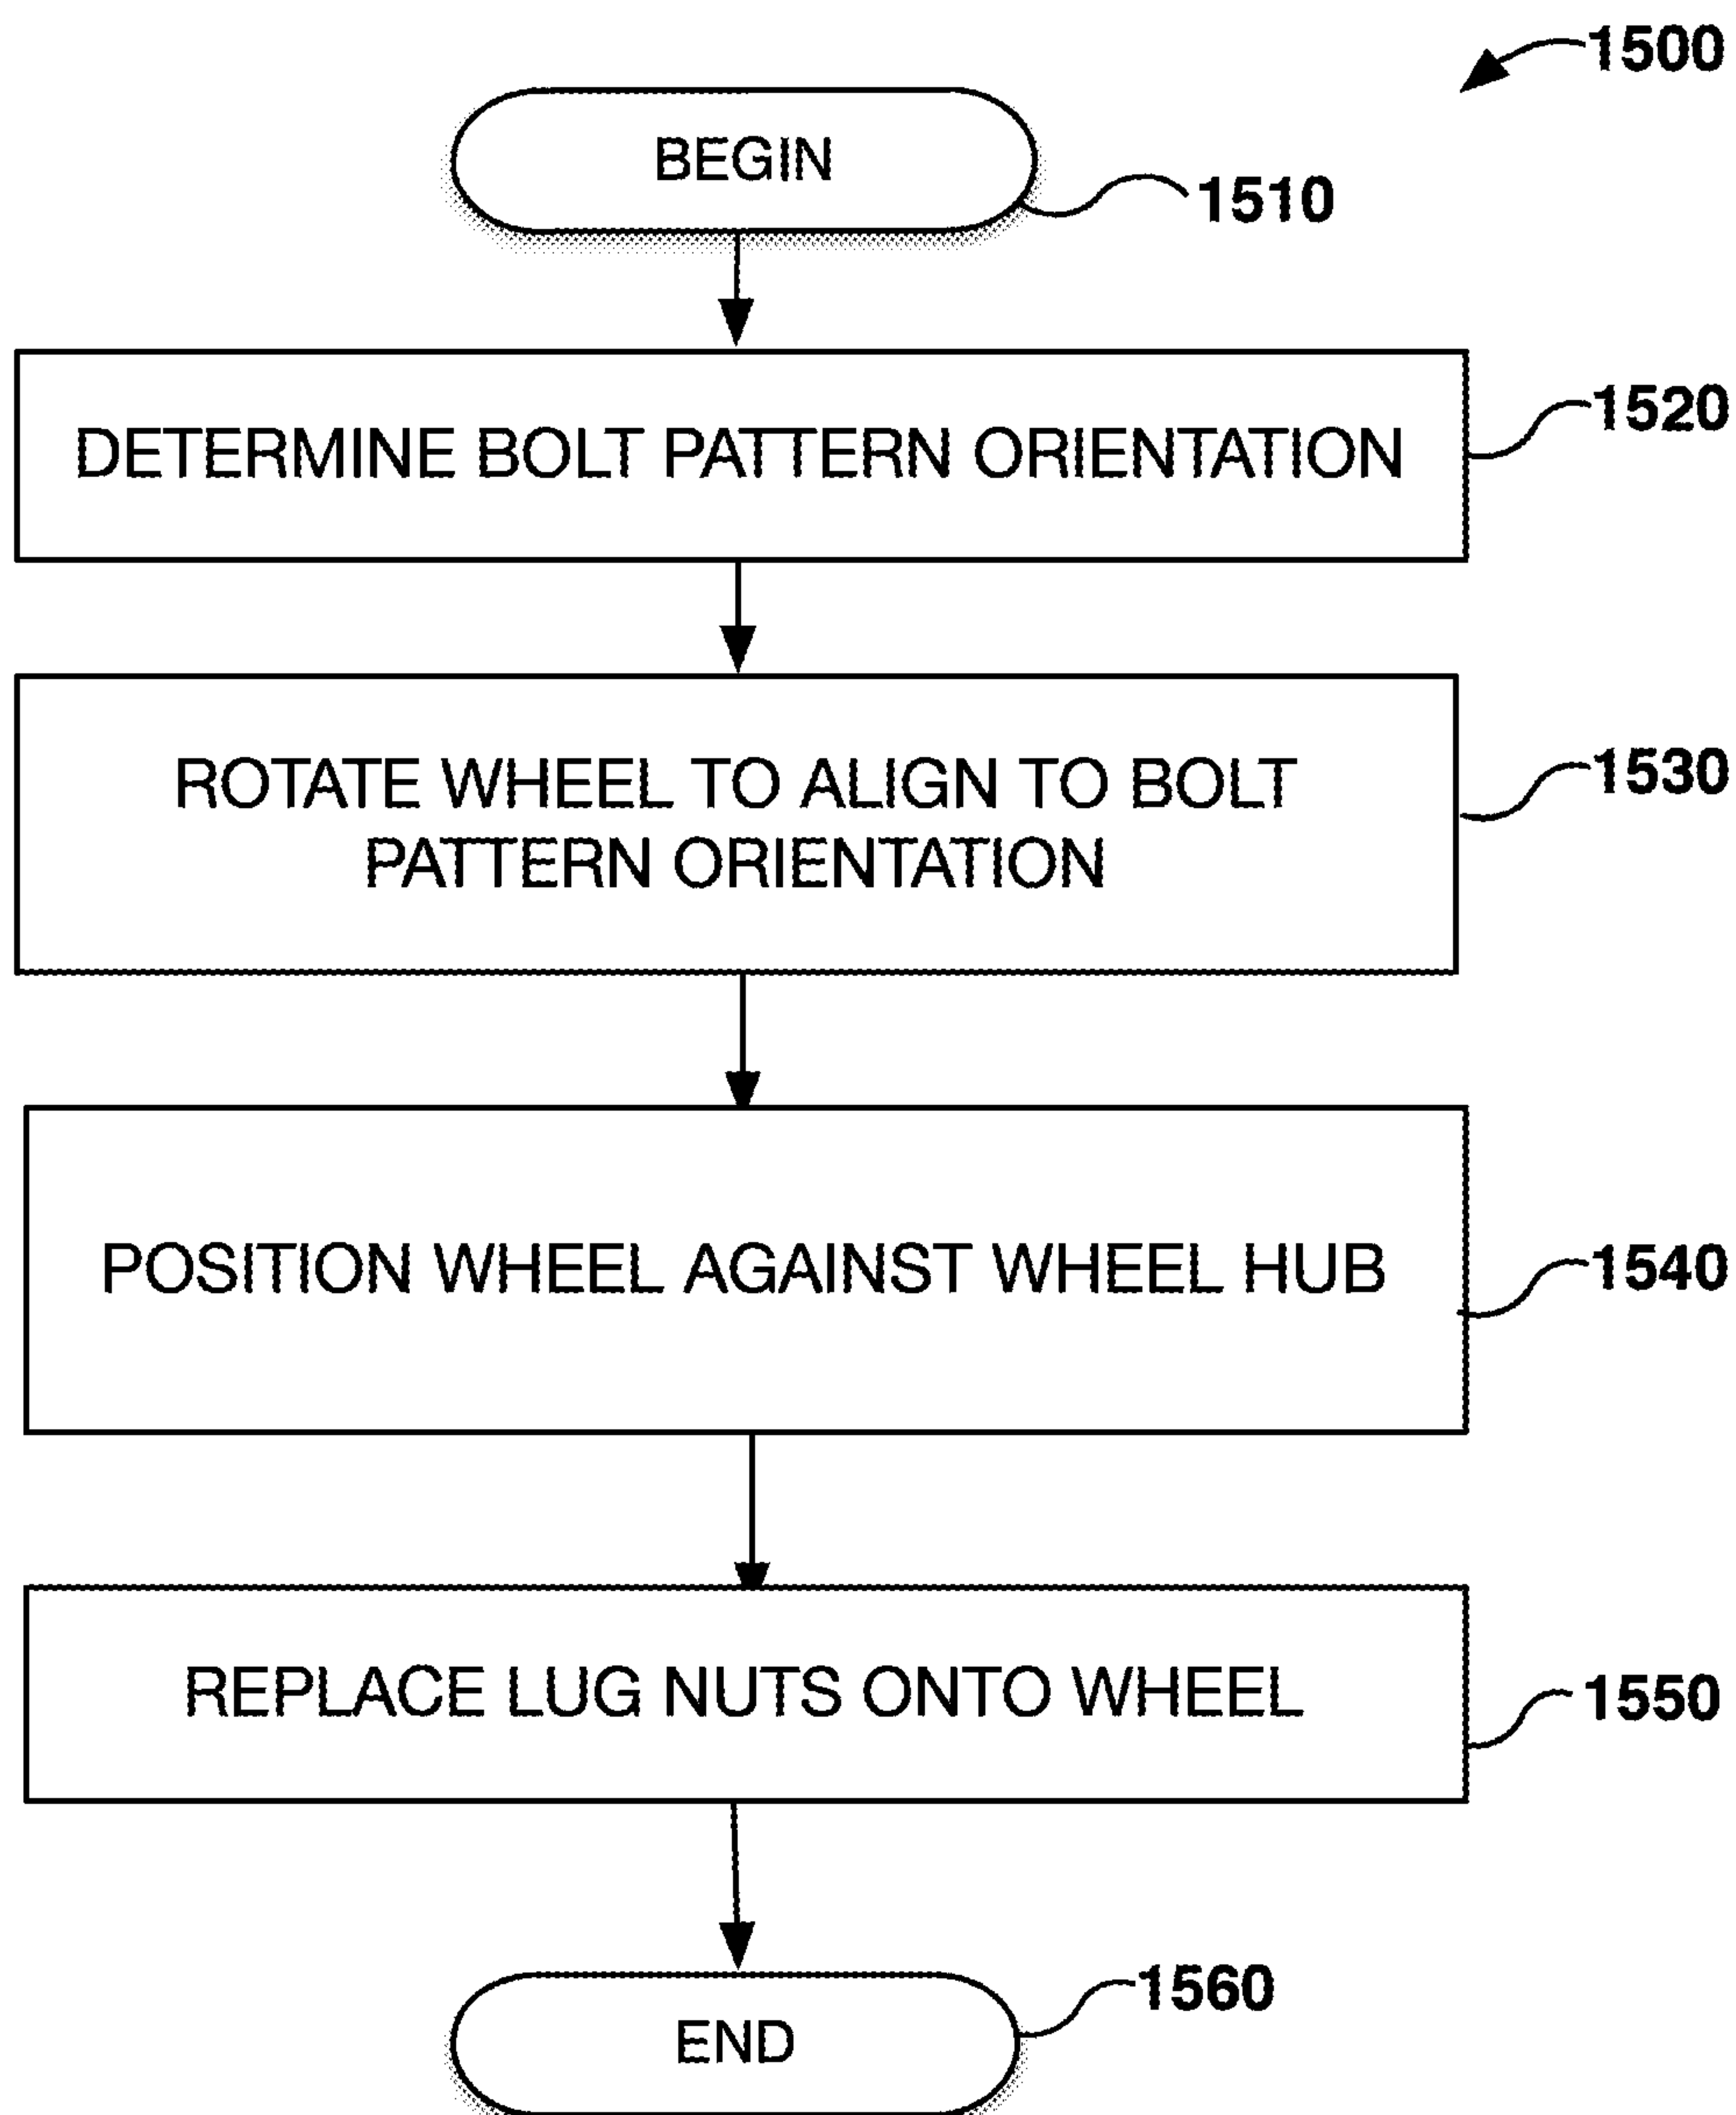 1500
BEGIN
1510
DETERMINE BOLT PATTERN ORIENTATION
1520
ROTATE WHEEL TO ALIGN TO BOLT
PATTERN ORIENTATION
1530
POSITION WHEEL AGAINST WHEEL HUB
1540
REPLACE LUG NUTS ONTO WHEEL
1550
END
1560